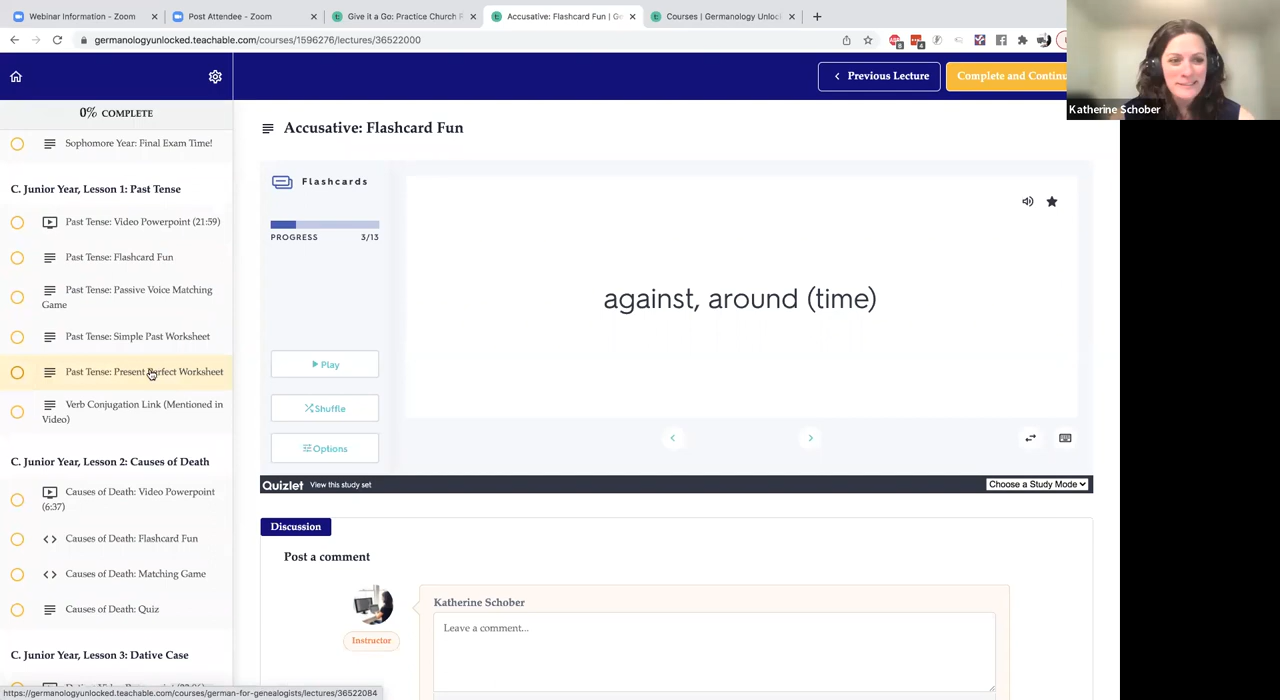 Webinar Information - Zoom
Post Attendee - Zoom
Give it a Go: Practice Church R
Accusative: Flashcard Fun | Ge
Courses | Germanology Unlock
germanologyunlocked.teachable.com/courses/1596276/lectures/36522000
Previous Lecture
Complete and Continu
Katherine Schober
0% COMPLETE
Sophomore Year: Final Exam Time!
C. Junior Year, Lesson 1: Past Tense
Past Tense: Video Powerpoint (21:59)
Past Tense: Flashcard Fun
Past Tense: Passive Voice Matching
Game
Past Tense: Simple Past Worksheet
Past Tense: Present Perfect Worksheet
Verb Conjugation Link (Mentioned in
Video)
C. Junior Year, Lesson 2: Causes of Death
Causes of Death: Video Powerpoint
(6:37)
Causes of Death: Flashcard Fun
Causes of Death: Matching Game
Causes of Death: Quiz
C. Junior Year, Lesson 3: Dative Case
https://germanologyunlocked.teachable.com/courses/german-for-genealogists/lectures/36522084
Accusative: Flashcard Fun
Flashcards
PROGRESS 3/13
against, around (time)
Play
Shuffle
Options
Quizlet View this study set
Choose a Study Mode
Discussion
Post a comment
Instructor
Katherine Schober
Leave a comment...